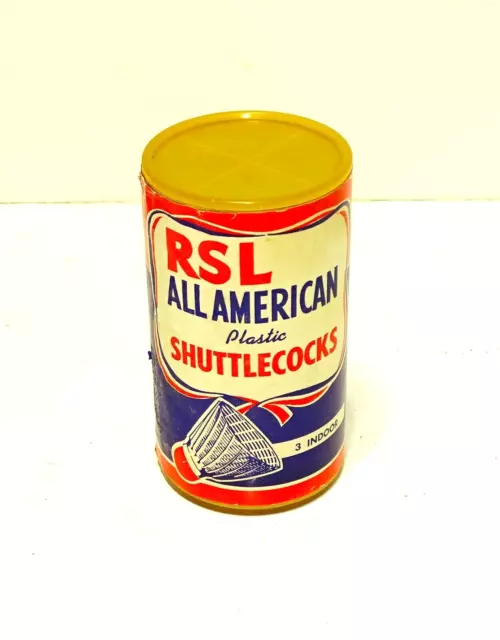 RSL
ALL AMERICAN
Plastic
SHUTTLECOCKS
3 INDOOR